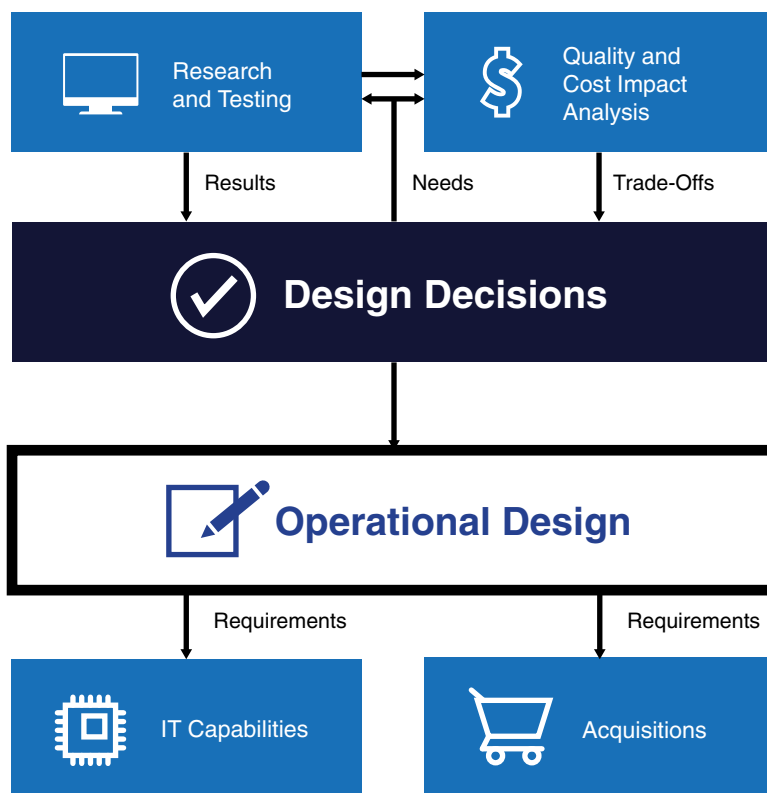 Research
and Testing
Quality and
Cost Impact
Analysis
Results
Needs
Trade-Offs
Design Decisions
Operational Design
Requirements
Requirements
IT Capabilities
Acquisitions